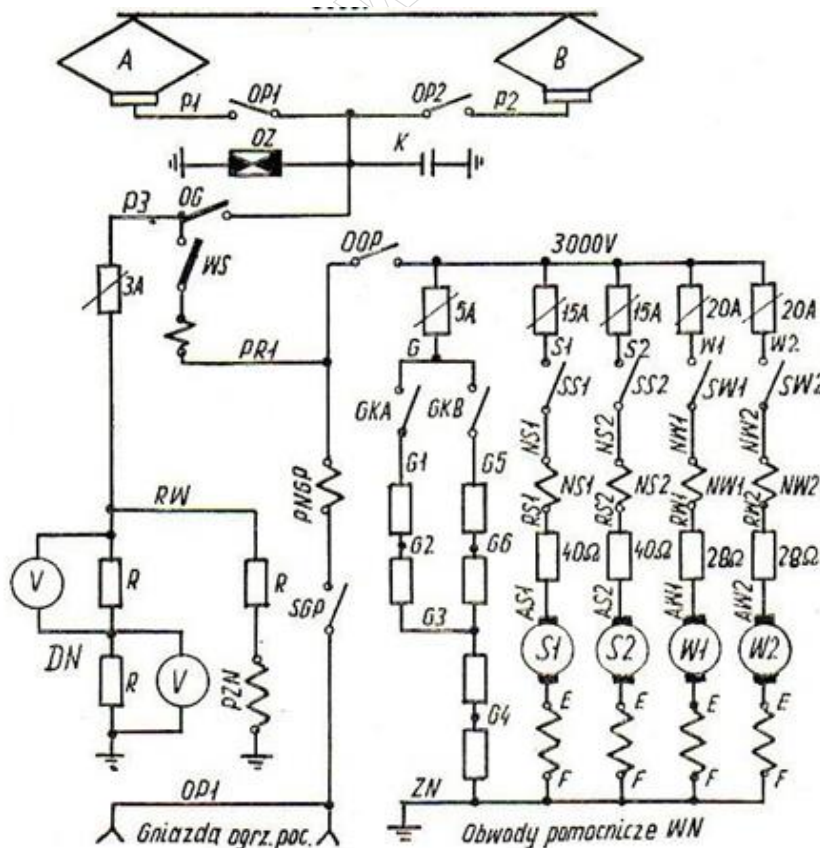 A
B
P1
OP1
OP2
P2
OZ
K
P3
OG
WS
OOP
3000V
3A
5A
15A
15A
20A
20A
PR1
G
S1
S2
W1
W2
GKA
GKB
SS1
SS2
SW1
SW2
NS1
NS2
NW1
NW2
G1
G5
PNGP
NS1
NS2
NW1
NW2
RW
RS1
RS2
RW1
RW2
G2
G6
40Ω
40Ω
28Ω
28Ω
V
R
R
SGP
G3
AS1
AS2
AW1
AW2
DN
S1
S2
W1
W2
R
V
PZN
G4
E
E
E
E
F
F
F
F
OP1
ZN
Gniazda ogrz. poc.
Obwody pomocnicze WN